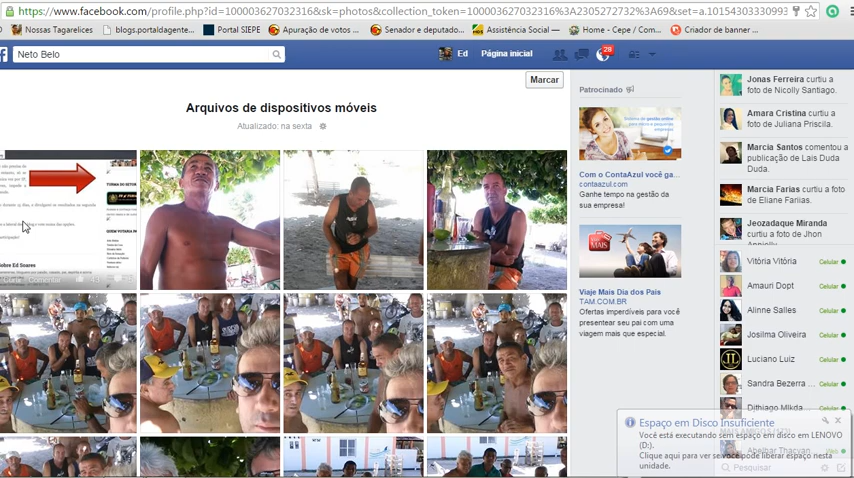 https://www.facebook.com/profile.php?id=100003627032316&sk=photos&collection_token=100003627032316%3A2305272732%3A69&set=a.10154303330993
Nossas Tagarelices
blogs.portaldagente...
Portal SIEPE
Apuração de votos ...
Senador e deputado...
Assistência Social —
Home - Cepe / Com...
Criador de banner ...
Neto Belo
Ed
Página inicial
28
Marcar
Arquivos de dispositivos móveis
Atualizado: na sexta
sobre Ed Soares
Curtir Comentar
Patrocinado
Com o ContaAzul você ga...
contaazul.com
Ganhe tempo na gestão da
sua empresa!
Viaje Mais Dia dos Pais
TAM.COM.BR
Ofertas imperdíveis para você
presentear seu pai com uma
viagem mais que especial.
Jonas Ferreira curtiu a
foto de Nicolly Santiago.
Amara Cristina curtiu a
foto de Juliana Priscila.
Marcia Santos comentou a
publicação de Lais Duda
Duda.
Marcia Farias curtiu a foto
de Eliane Fariias.
Jeozadaque Miranda
curtiu a foto de Jhon
Vitória Vitória Celular
Amauri Dopt Celular
Alinne Salles Celular
Josilma Oliveira Celular
Luciano Luiz Celular
Sandra Bezerra ... Celular
Espaço em Disco Insuficiente
Você está executando sem espaço em disco em LENOVO
(D:).
Clique aqui para ver se você pode liberar espaço nesta
unidade.
Pesquisar